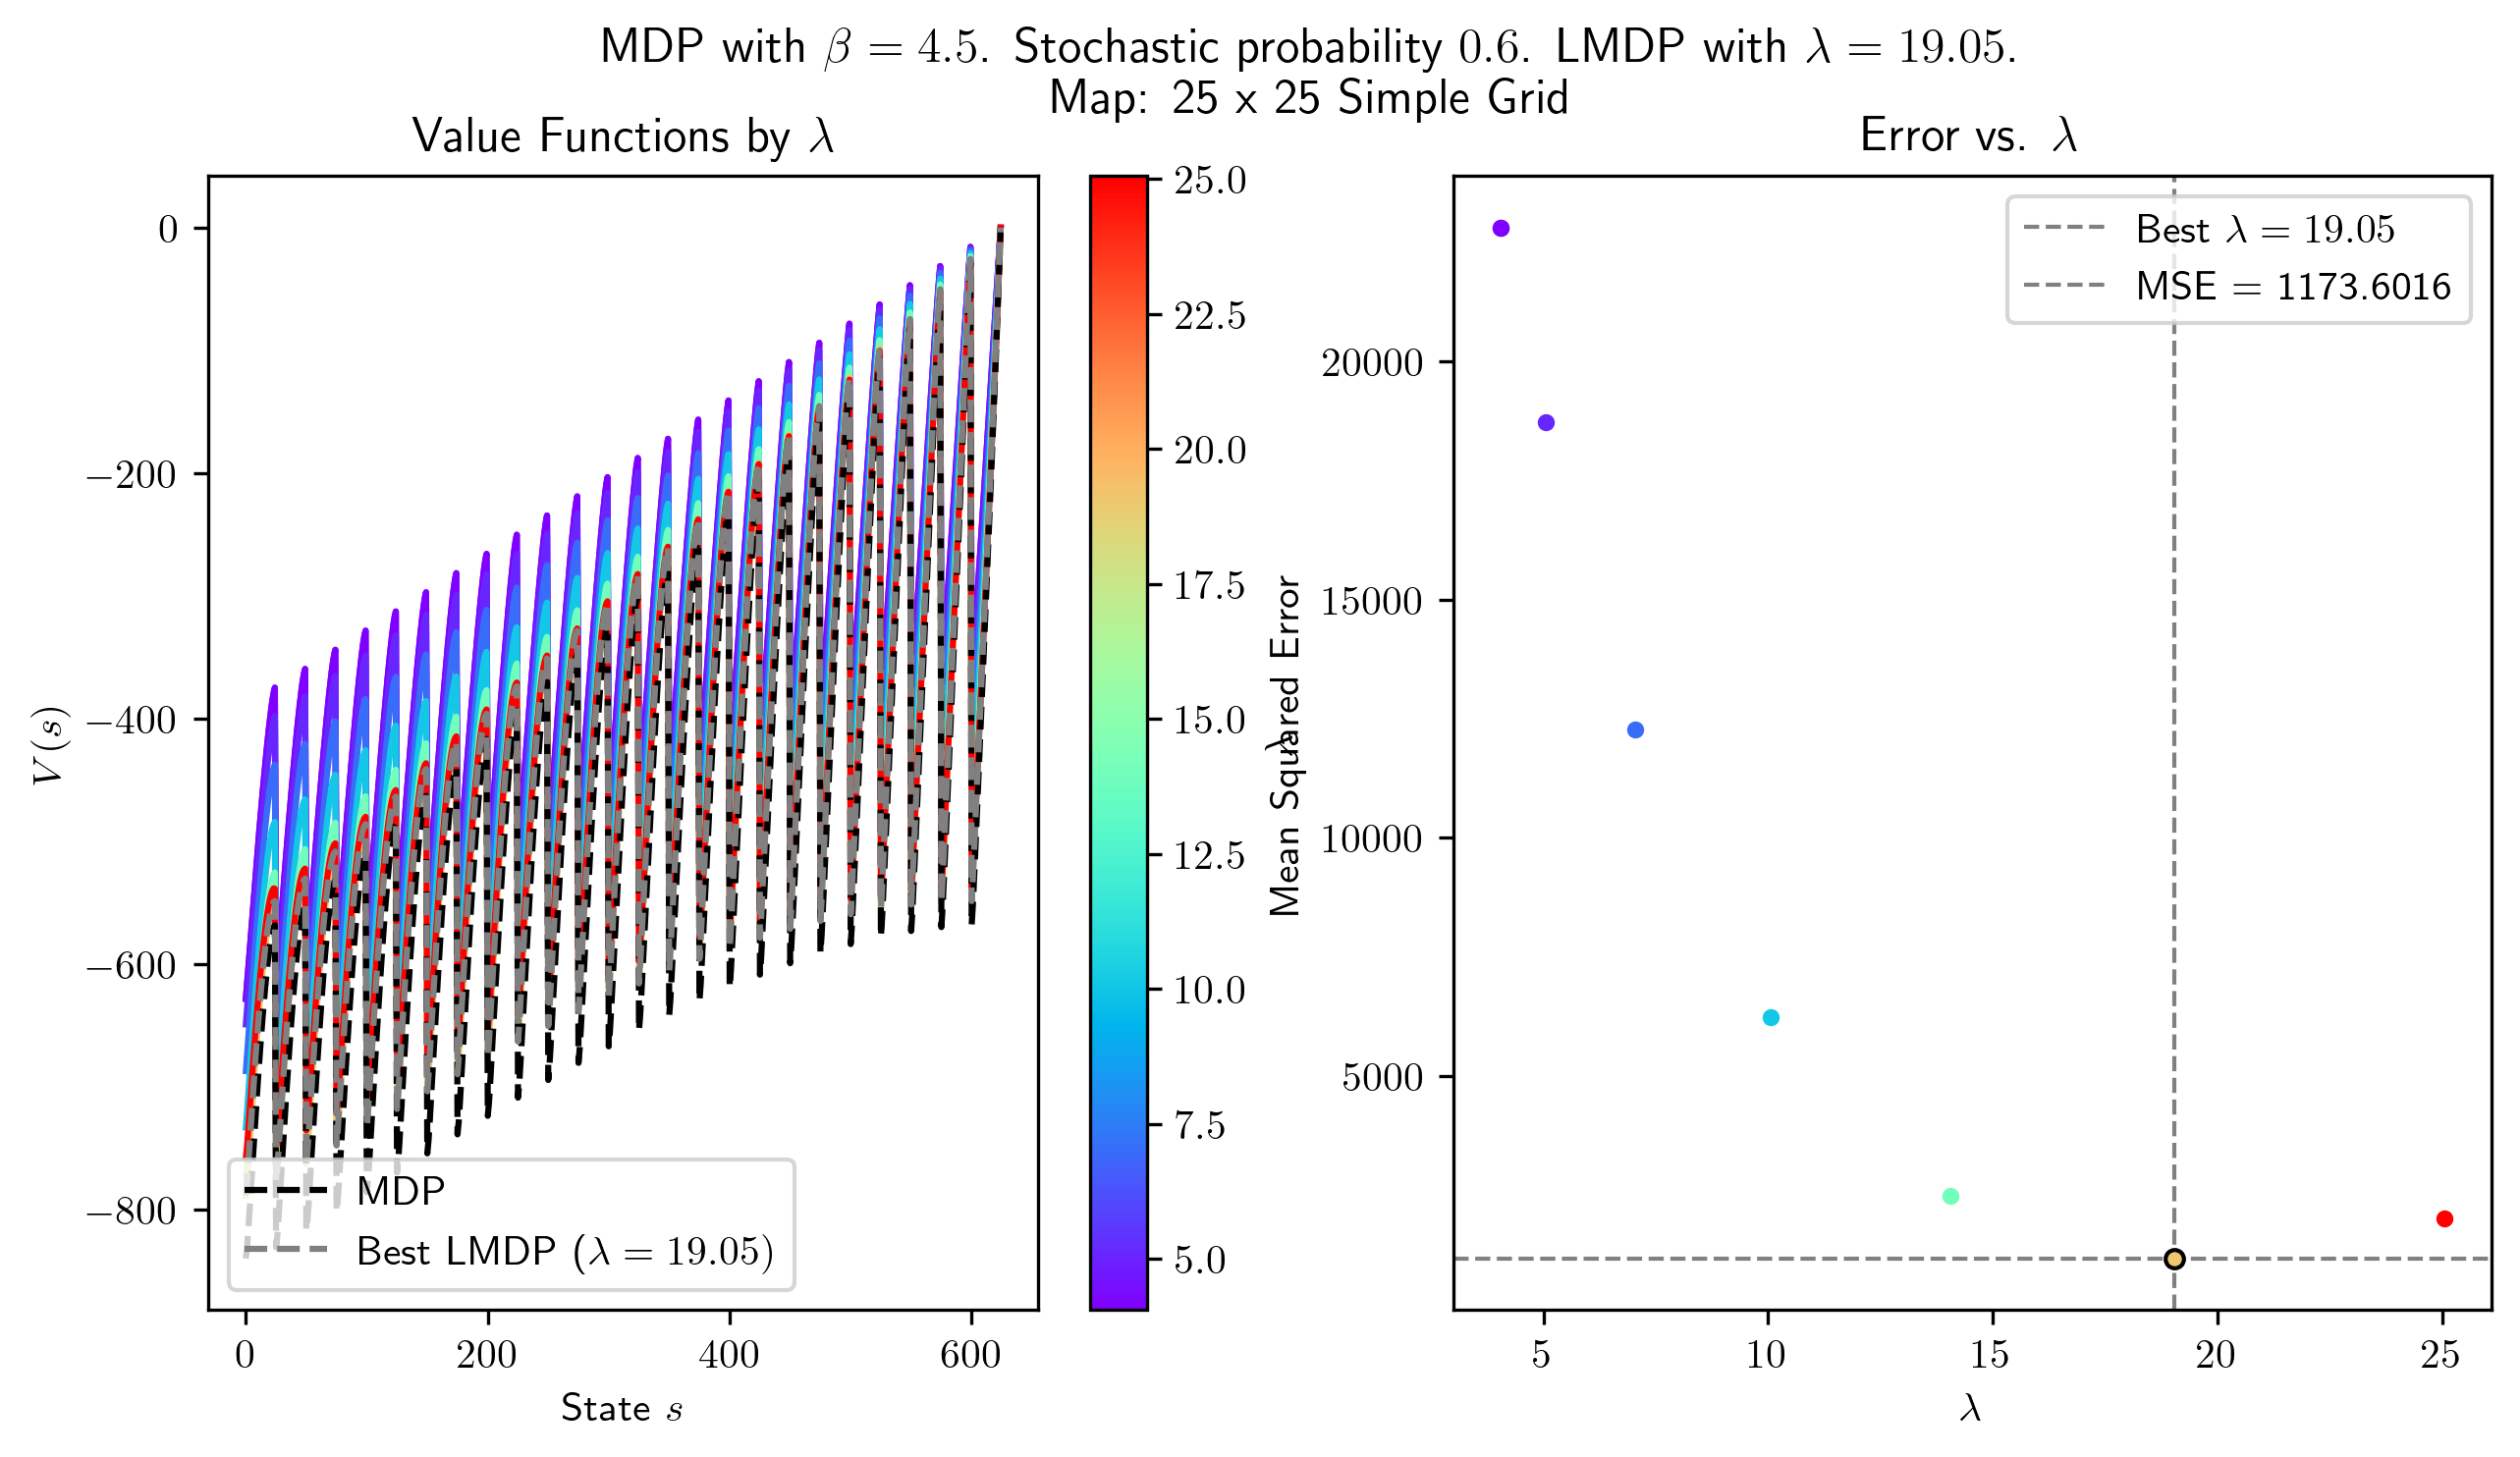 MDP with β = 4.5. Stochastic probability 0.6. LMDP with λ = 19.05.
Map: 25 x 25 Simple Grid
Value Functions by λ
V(s)
0
−200
−400
−600
−800
0 200 400 600
State s
MDP
Best LMDP (λ = 19.05)
25.0
22.5
20.0
17.5
15.0
12.5
10.0
7.5
5.0
λ
Error vs. λ
Mean Squared Error
20000
15000
10000
5000
5 10 15 20 25
λ
Best λ = 19.05
MSE = 1173.6016